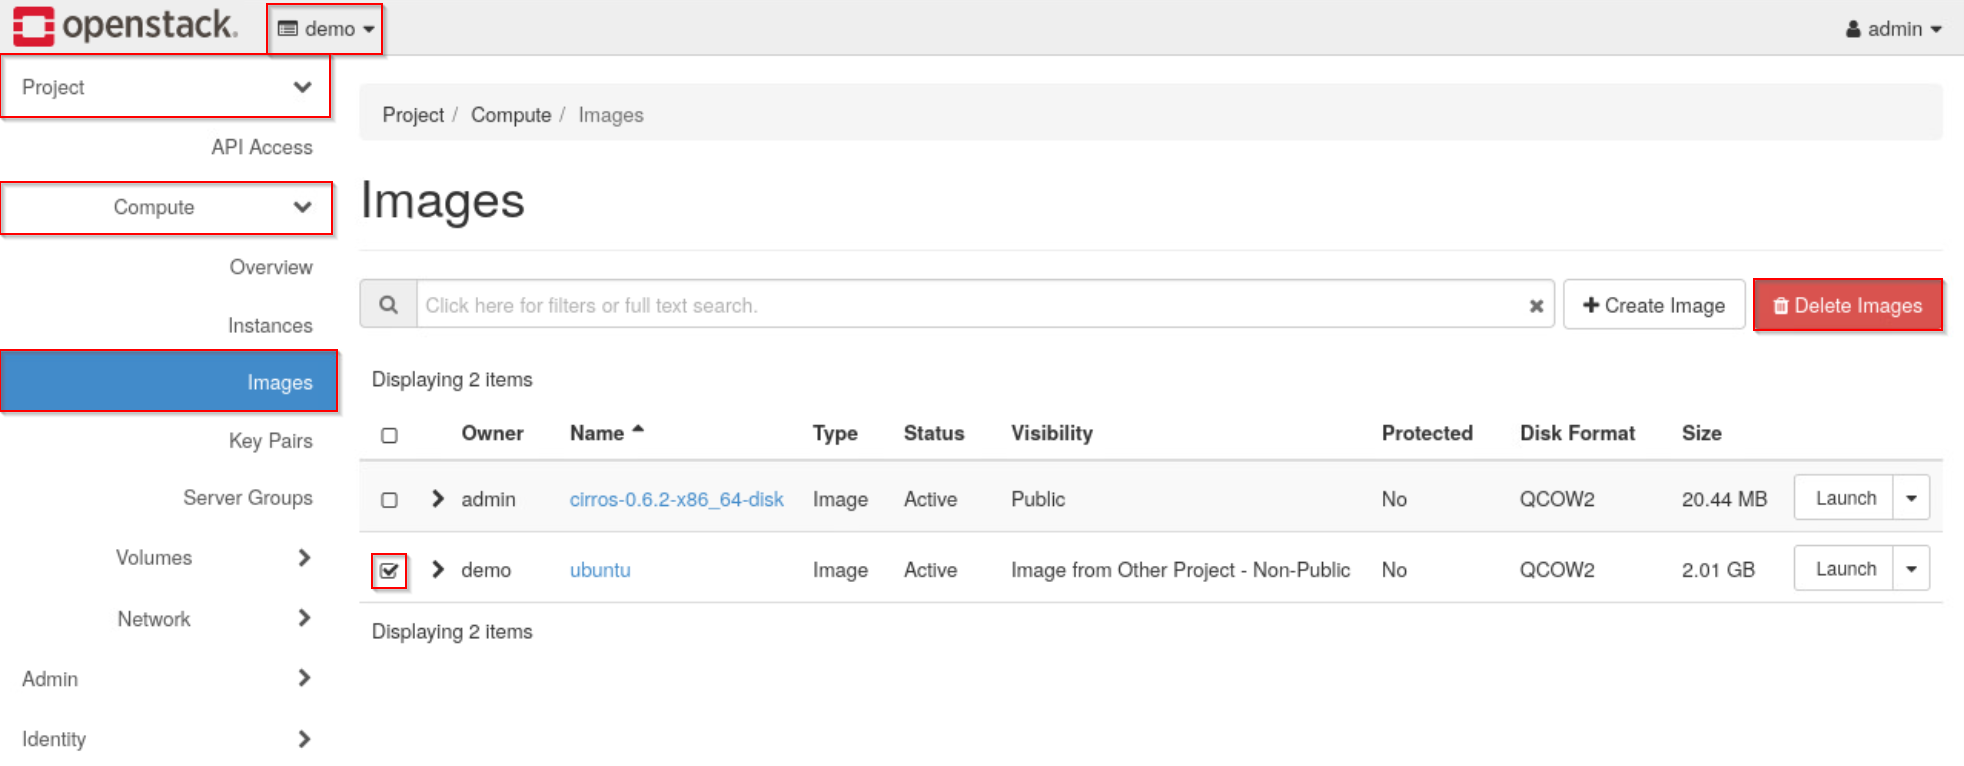 openstack. demo admin
Project
Project / Compute / Images
API Access
Images
Compute
Overview
Click here for filters or full text search. Create Image Delete Images
Instances
Displaying 2 items
Images
Owner Name Type Status Visibility Protected Disk Format Size
Key Pairs
admin cirros-0.6.2-x86_64-disk Image Active Public No QCOW2 20.44 MB Launch
Server Groups
Volumes
demo ubuntu Image Active Image from Other Project - Non-Public No QCOW2 2.01 GB Launch
Network
Displaying 2 items
Admin
Identity